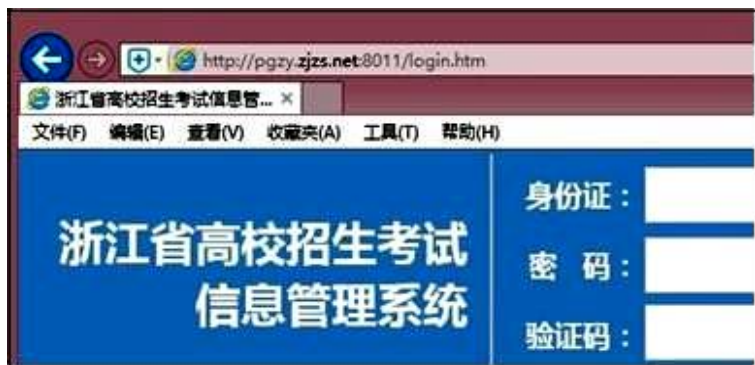 http://pgzy.zjzs.net:8011/login.htm
浙江省高校招生考试信息管... ×
文件(F) 编辑(E) 查看(V) 收藏夹(A) 工具(T) 帮助(H)
浙江省高校招生考试
信息管理系统
身份证：
密 码：
验证码：